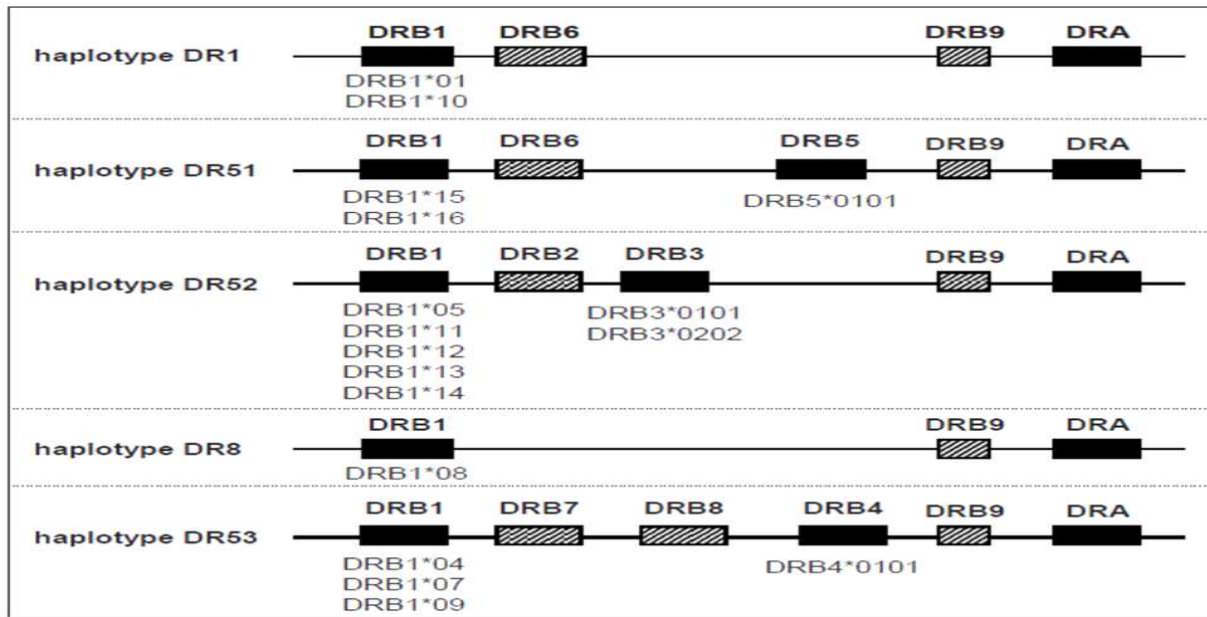 DRB1 DRB6 DRB9 DRA
haplotype DR1
DRB1*01
DRB1*10
DRB1 DRB6 DRB5 DRB9 DRA
haplotype DR51
DRB1*15 DRB5*0101
DRB1*16
DRB1 DRB2 DRB3 DRB9 DRA
haplotype DR52
DRB1*05 DRB3*0101
DRB1*11 DRB3*0202
DRB1*12
DRB1*13
DRB1*14
DRB1 DRB9 DRA
haplotype DR8
DRB1*08
DRB1 DRB7 DRB8 DRB4 DRB9 DRA
haplotype DR53
DRB1*04 DRB4*0101
DRB1*07
DRB1*09